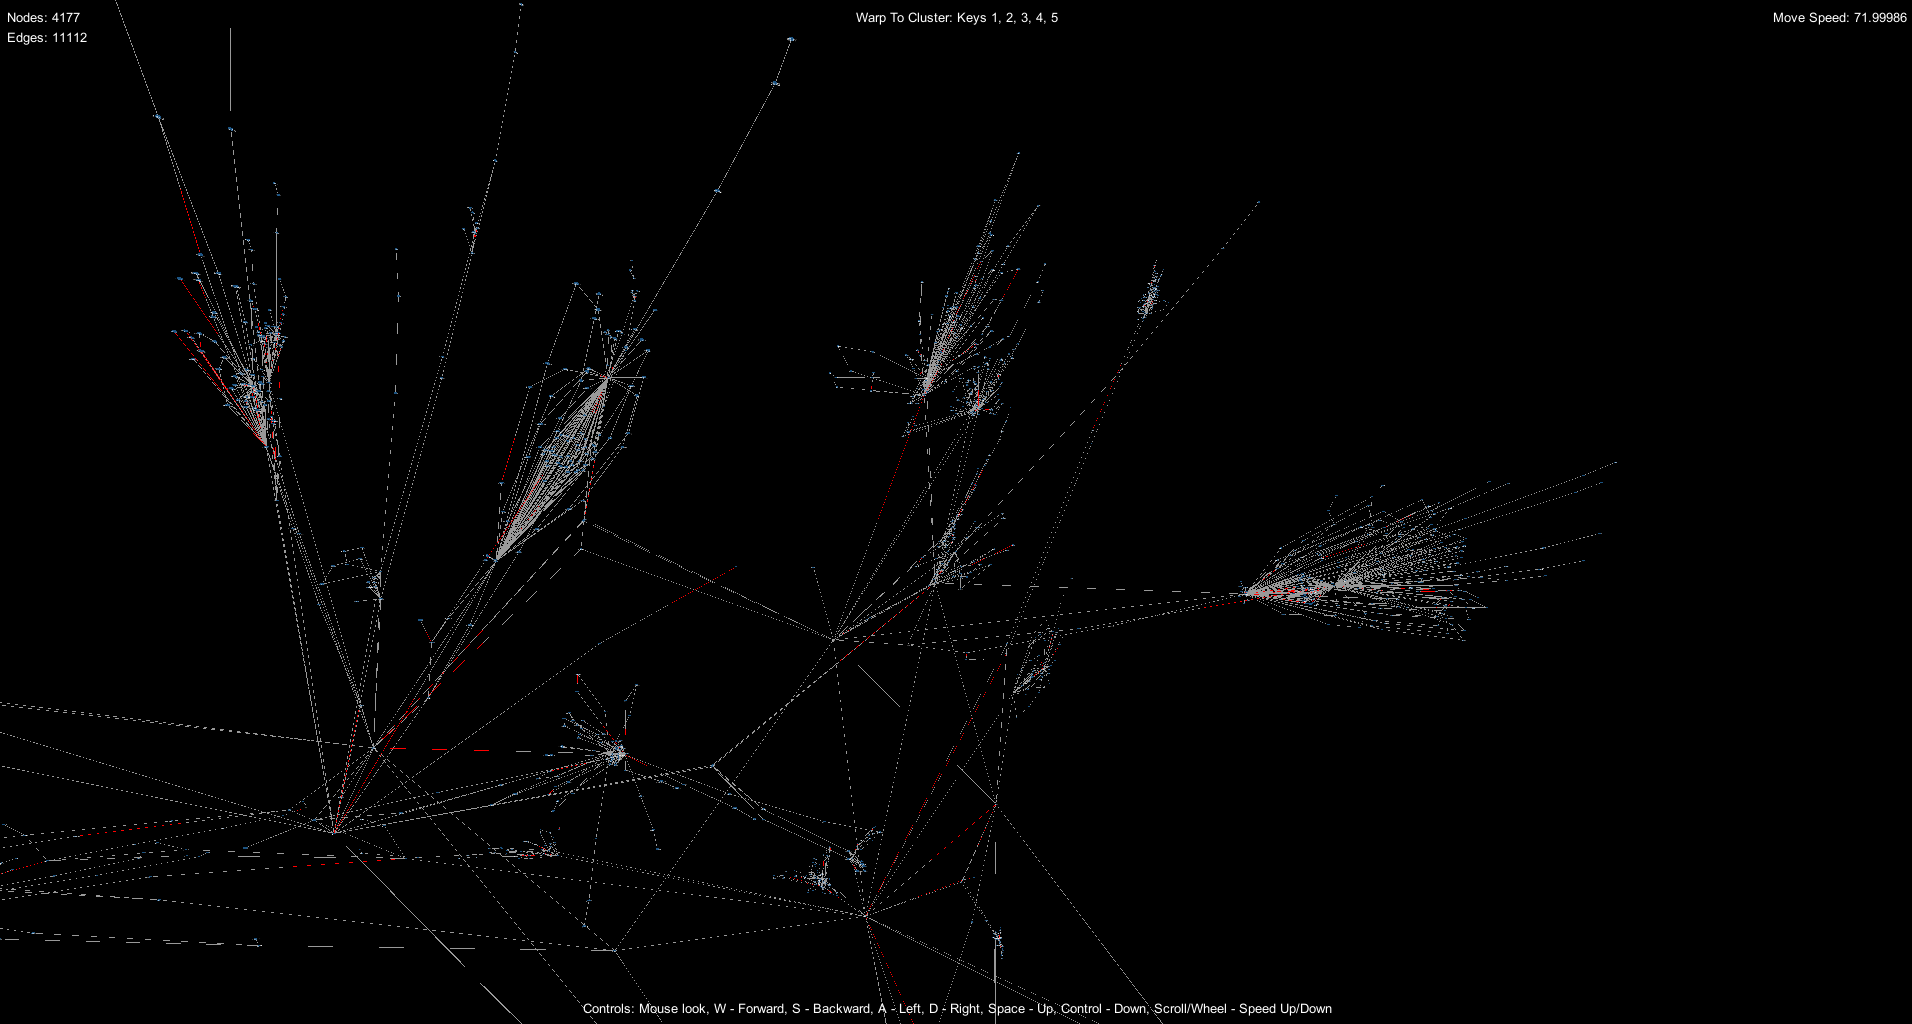 Nodes: 4177
Edges: 11112
Warp To Cluster: Keys 1, 2, 3, 4, 5
Move Speed: 71.99986
Controls: Mouse look, W - Forward, S - Backward, A - Left, D - Right, Space - Up, Control - Down, Scroll/Wheel - Speed Up/Down